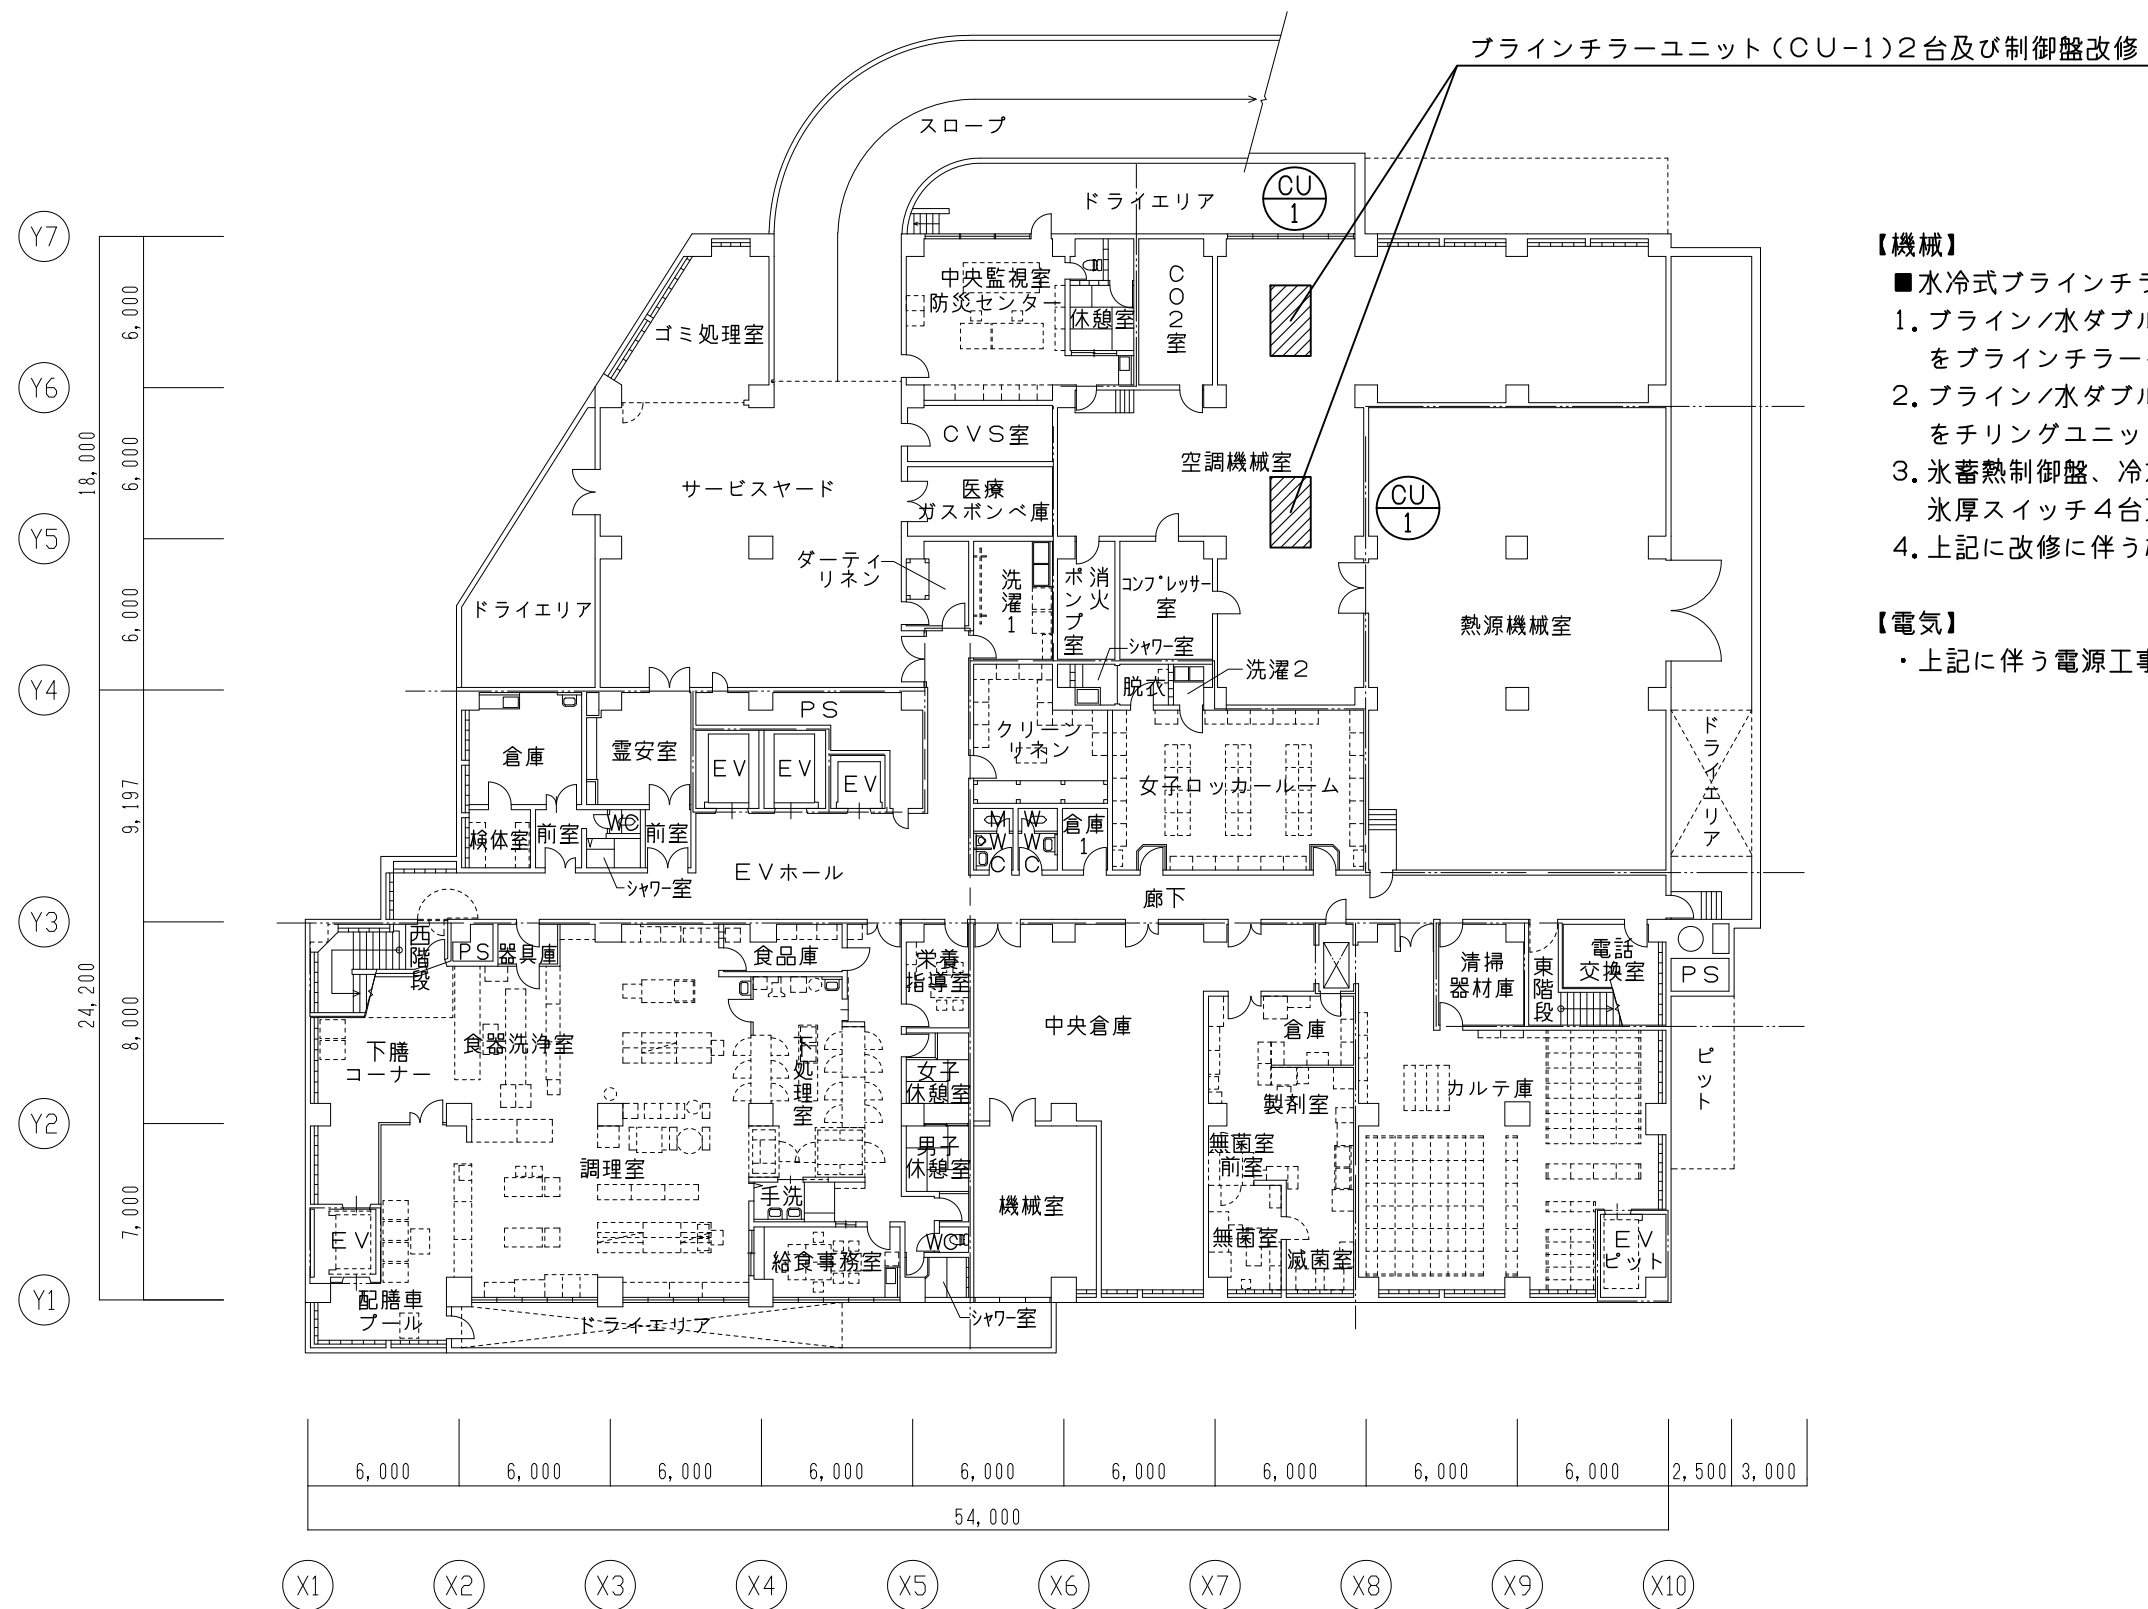 ブラインチラーユニット(CU-1)2台及び制御盤改修
スロープ
ドライエリア
CU
1
Y7
Y6
Y5
Y4
Y3
Y2
Y1
6,000
6,000
6,000
18,000
9,197
8,000
7,000
24,200
【機械】
■水冷式ブラインチラ
1.ブライン/水ダブル
をブラインチラー
2.ブライン/水ダブル
をチリングユニッ
3.氷蓄熱制御盤、冷
氷厚スイッチ4台
4.上記に改修に伴う
【電気】
・上記に伴う電源工事
中央監視室
防災センター
休憩室
CO2室
ゴミ処理室
CVS室
空調機械室
サービスヤード
医療
ガスボンベ庫
CU
1
ダーティ
リネン
洗濯1
消火
ポンプ室
コンプレッサー
室
ドライエリア
熱源機械室
シャワー室
洗濯2
脱衣
PS
クリーン
リネン
倉庫
霊安室
EV
EV
EV
女子ロッカールーム
ドライエリア
検体室
前室
WC
前室
MWC
WWC
倉庫
1
シャワー室
EVホール
廊下
西階段
PS
器具庫
食品庫
栄養
指導室
清掃
器材庫
東階段
電話
交換室
PS
中央倉庫
倉庫
下膳
コーナー
食器洗浄室
下処理室
女子
休憩室
製剤室
カルテ庫
ピット
調理室
男子
休憩室
無菌室
前室
手洗
機械室
EV
給食事務室
WC
無菌室
滅菌室
EV
ピット
配膳車
プール
ドライエリア
シャワー室
6,000
6,000
6,000
6,000
6,000
6,000
6,000
6,000
6,000
2,500
3,000
54,000
X1
X2
X3
X4
X5
X6
X7
X8
X9
X10